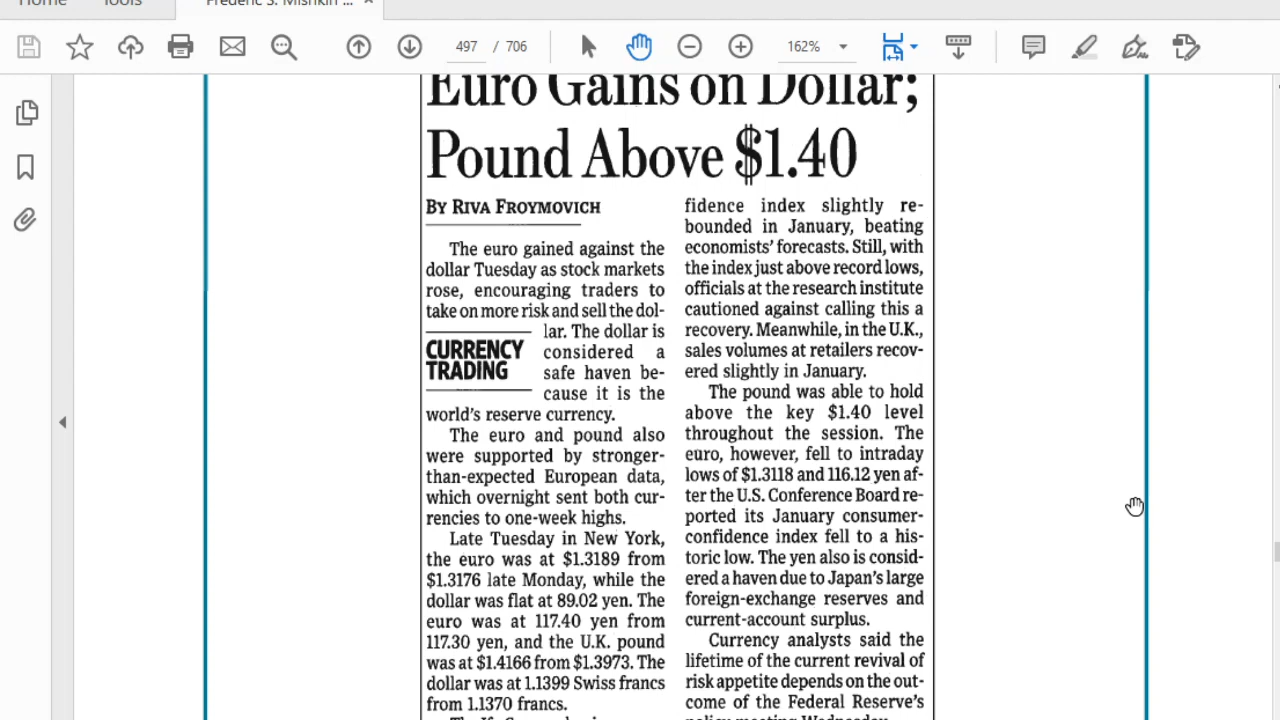 Home Tools Frederic S. Mishkin ...
497 / 706 162%
Euro Gains on Dollar;
Pound Above $1.40
BY RIVA FROYMOVICH
The euro gained against the
dollar Tuesday as stock markets
rose, encouraging traders to
take on more risk and sell the dol-
lar. The dollar is
considered a
safe haven be-
cause it is the
CURRENCY
TRADING
world's reserve currency.
The euro and pound also
were supported by stronger-
than-expected European data,
which overnight sent both cur-
rencies to one-week highs.
Late Tuesday in New York,
the euro was at $1.3189 from
$1.3176 late Monday, while the
dollar was flat at 89.02 yen. The
euro was at 117.40 yen from
117.30 yen, and the U.K. pound
was at $1.4166 from $1.3973. The
dollar was at 1.1399 Swiss francs
from 1.1370 francs.
fidence index slightly re-
bounded in January, beating
economists' forecasts. Still, with
the index just above record lows,
officials at the research institute
cautioned against calling this a
recovery. Meanwhile, in the U.K.,
sales volumes at retailers recov-
ered slightly in January.
The pound was able to hold
above the key $1.40 level
throughout the session. The
euro, however, fell to intraday
lows of $1.3118 and 116.12 yen af-
ter the U.S. Conference Board re-
ported its January consumer-
confidence index fell to a his-
toric low. The yen also is consid-
ered a haven due to Japan's large
foreign-exchange reserves and
current-account surplus.
Currency analysts said the
lifetime of the current revival of
risk appetite depends on the out-
come of the Federal Reserve's
policy meeting Wednesday